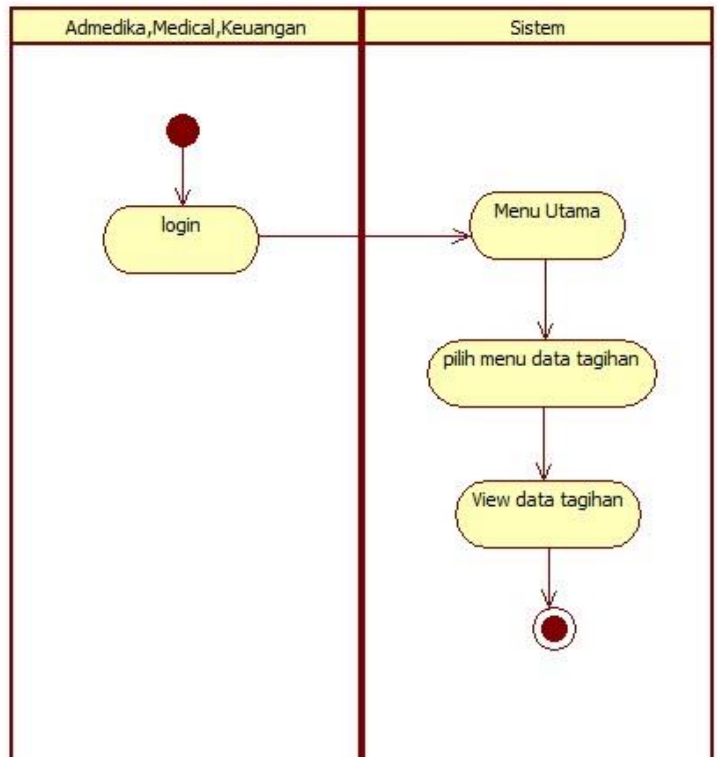 Admedika,Medical,Keuangan
Sistem
login
Menu Utama
pilih menu data tagihan
View data tagihan